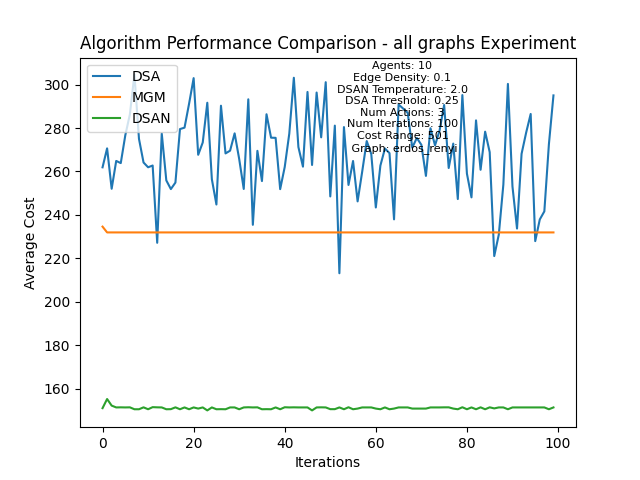 Algorithm Performance Comparison - all graphs Experiment
DSA
MGM
DSAN
Agents: 10
Edge Density: 0.1
DSAN Temperature: 2.0
DSA Threshold: 0.25
Num Actions: 3
Num Iterations: 100
Cost Range: 501
Graph: erdos_renyi
Average Cost
300
280
260
240
220
200
180
160
0 20 40 60 80 100
Iterations